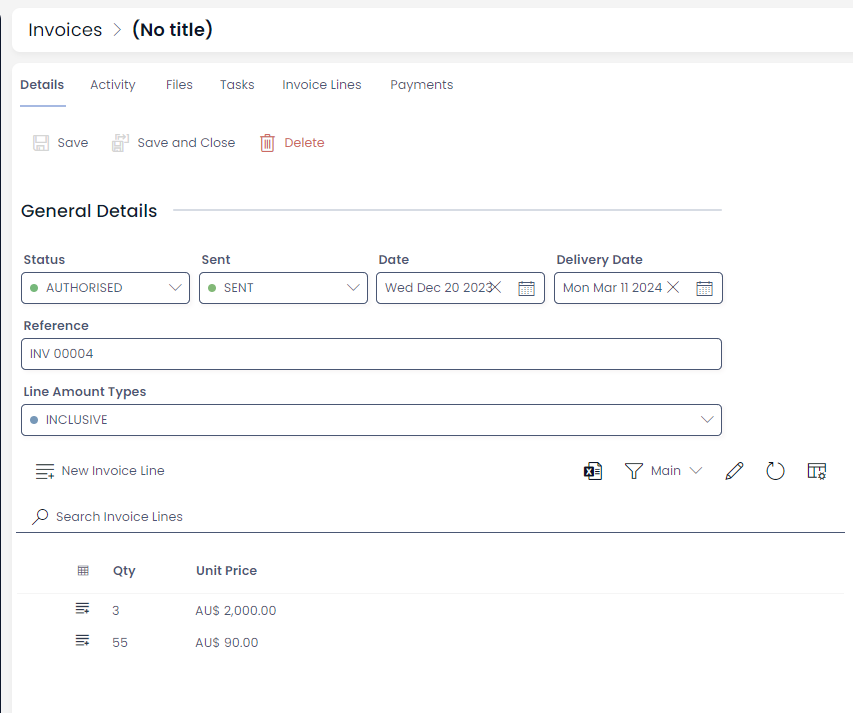 Invoices > (No title)
Details Activity Files Tasks Invoice Lines Payments
Save Save and Close Delete
General Details
Status Sent Date Delivery Date
AUTHORISED SENT Wed Dec 20 2023 Mon Mar 11 2024
Reference
INV 00004
Line Amount Types
INCLUSIVE
New Invoice Line Main
Search Invoice Lines
Qty Unit Price
3 AU$ 2,000.00
55 AU$ 90.00